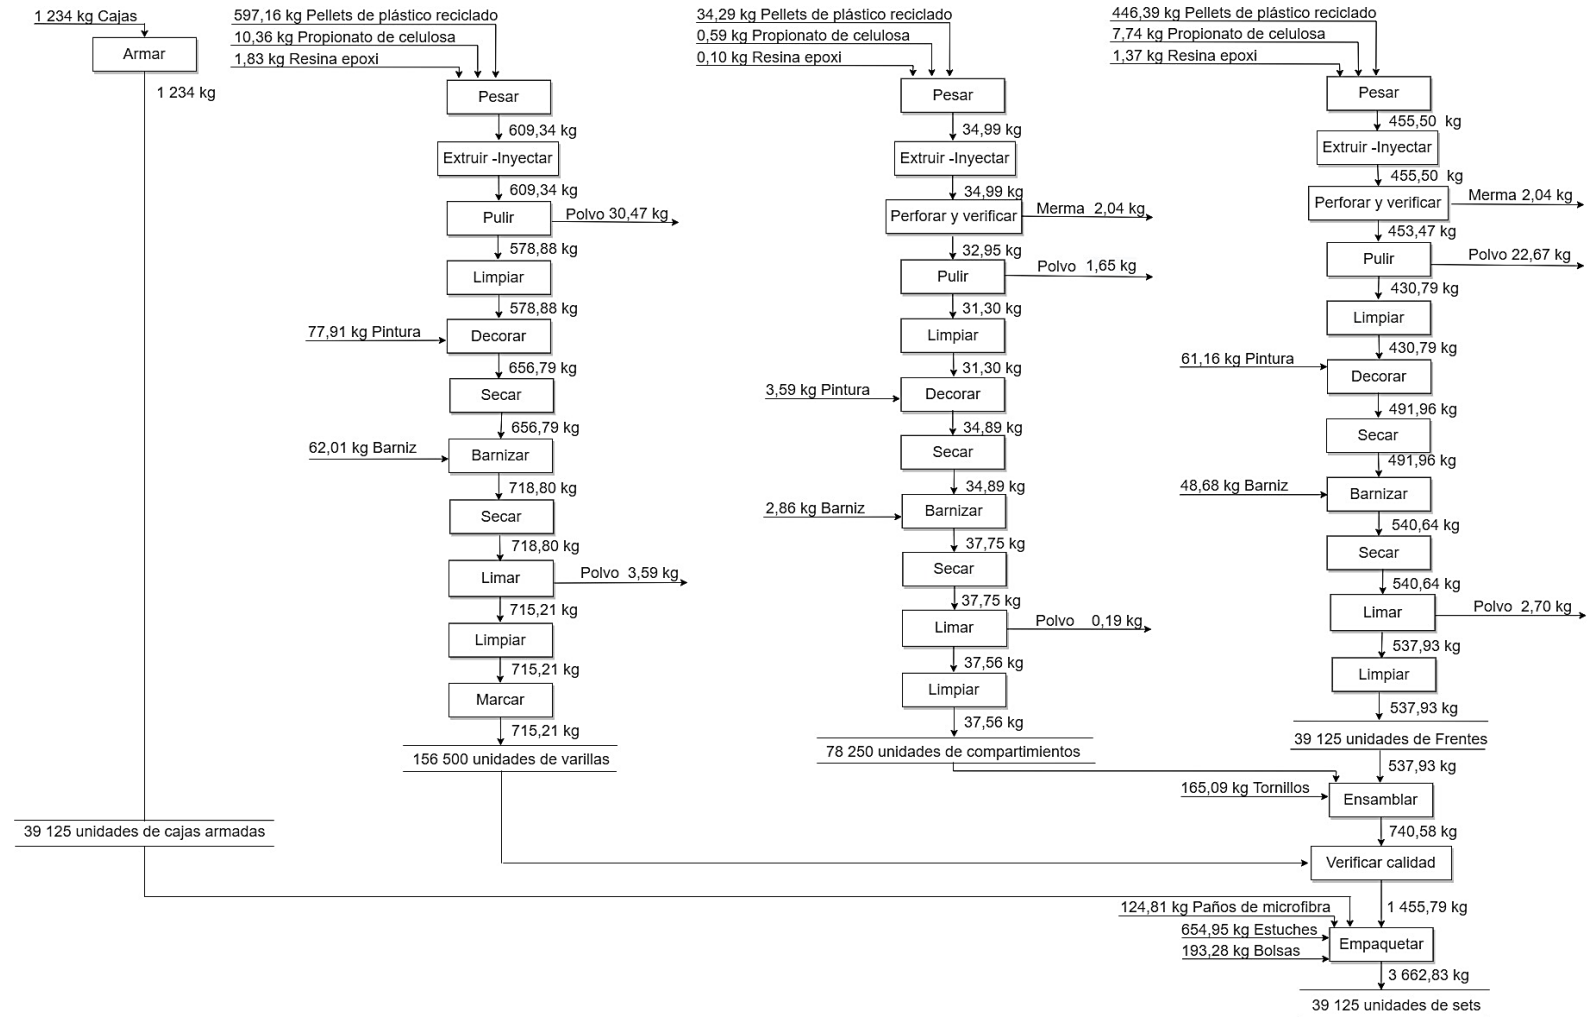 1 234 kg Cajas
Armar
1 234 kg
39 125 unidades de cajas armadas
597,16 kg Pellets de plástico reciclado
10,36 kg Propionato de celulosa
1,83 kg Resina epoxi
Pesar
609,34 kg
Extruir -Inyectar
609,34 kg
Pulir
Polvo 30,47 kg
578,88 kg
Limpiar
578,88 kg
77,91 kg Pintura
Decorar
656,79 kg
Secar
656,79 kg
62,01 kg Barniz
Barnizar
718,80 kg
Secar
718,80 kg
Limar
Polvo 3,59 kg
715,21 kg
Limpiar
715,21 kg
Marcar
715,21 kg
156 500 unidades de varillas
34,29 kg Pellets de plástico reciclado
0,59 kg Propionato de celulosa
0,10 kg Resina epoxi
Pesar
34,99 kg
Extruir -Inyectar
34,99 kg
Perforar y verificar
Merma 2,04 kg
32,95 kg
Pulir
Polvo 1,65 kg
31,30 kg
Limpiar
31,30 kg
3,59 kg Pintura
Decorar
34,89 kg
Secar
34,89 kg
2,86 kg Barniz
Barnizar
37,75 kg
Secar
37,75 kg
Limar
Polvo 0,19 kg
37,56 kg
Limpiar
37,56 kg
78 250 unidades de compartimientos
446,39 kg Pellets de plástico reciclado
7,74 kg Propionato de celulosa
1,37 kg Resina epoxi
Pesar
455,50 kg
Extruir -Inyectar
455,50 kg
Perforar y verificar
Merma 2,04 kg
453,47 kg
Pulir
Polvo 22,67 kg
430,79 kg
Limpiar
430,79 kg
61,16 kg Pintura
Decorar
491,96 kg
Secar
491,96 kg
48,68 kg Barniz
Barnizar
540,64 kg
Secar
540,64 kg
Limar
Polvo 2,70 kg
537,93 kg
Limpiar
537,93 kg
39 125 unidades de Frentes
537,93 kg
165,09 kg Tornillos
Ensamblar
740,58 kg
Verificar calidad
1 455,79 kg
124,81 kg Paños de microfibra
654,95 kg Estuches
193,28 kg Bolsas
Empaquetar
3 662,83 kg
39 125 unidades de sets